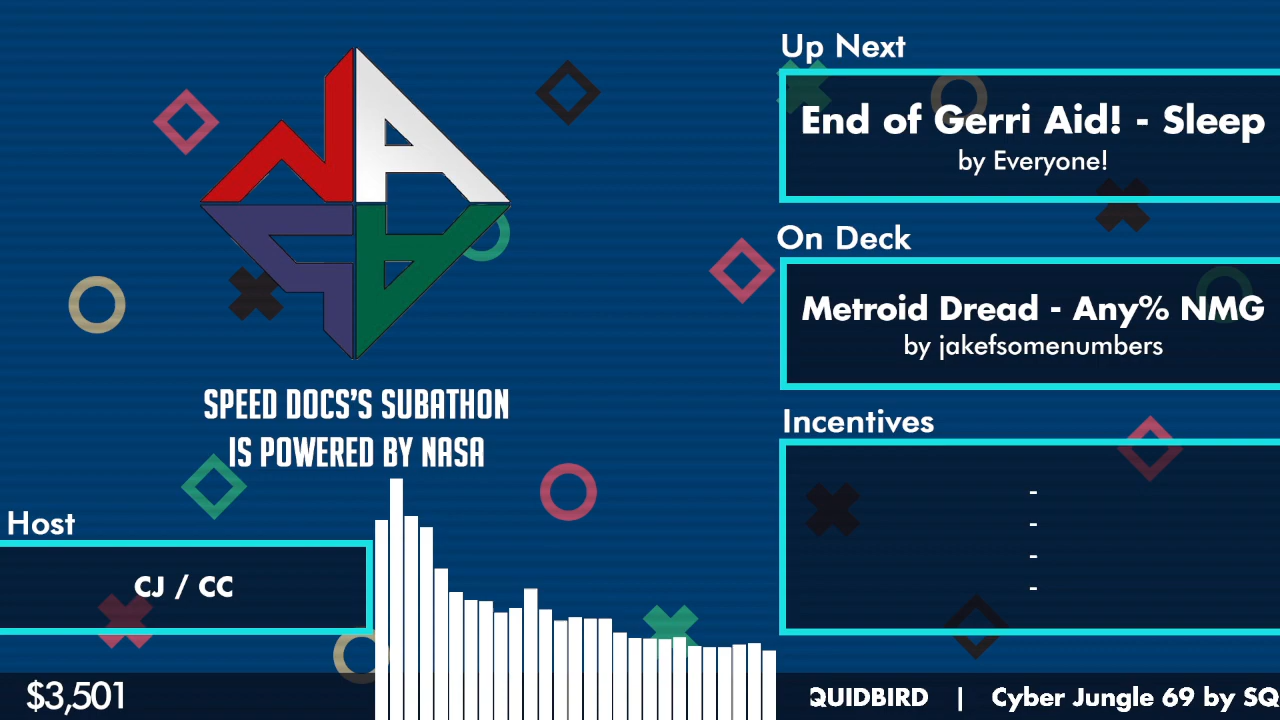 NASA
SPEED DOCS'S SUBATHON
IS POWERED BY NASA
Host
CJ / CC
$3,501
Up Next
End of Gerri Aid! - Sleep
by Everyone!
On Deck
Metroid Dread - Any% NMG
by jakefsomenumbers
Incentives
-
-
-
-
QUIDBIRD | Cyber Jungle 69 by SQ